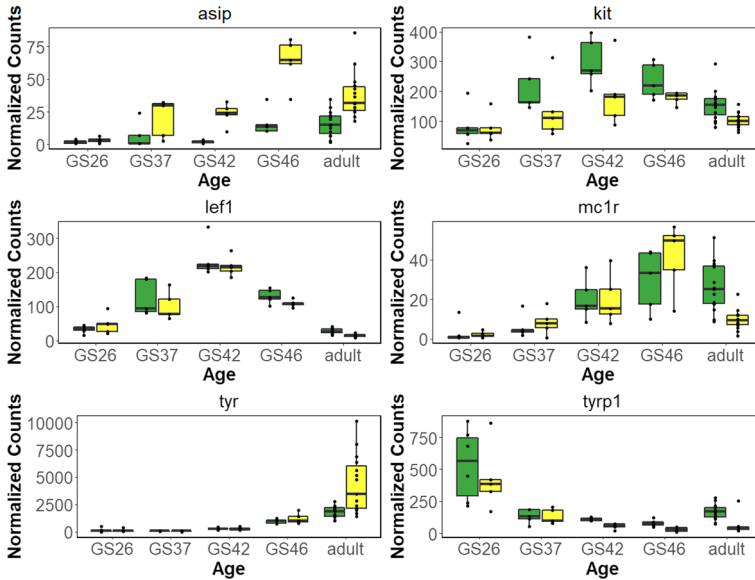 asip
Normalized Counts
75
50
25
0
GS26 GS37 GS42 GS46 adult
Age
kit
Normalized Counts
400
300
200
100
GS26 GS37 GS42 GS46 adult
Age
lef1
Normalized Counts
300
200
100
0
GS26 GS37 GS42 GS46 adult
Age
mc1r
Normalized Counts
40
20
0
GS26 GS37 GS42 GS46 adult
Age
tyr
Normalized Counts
10000
7500
5000
2500
0
GS26 GS37 GS42 GS46 adult
Age
tyrp1
Normalized Counts
750
500
250
0
GS26 GS37 GS42 GS46 adult
Age